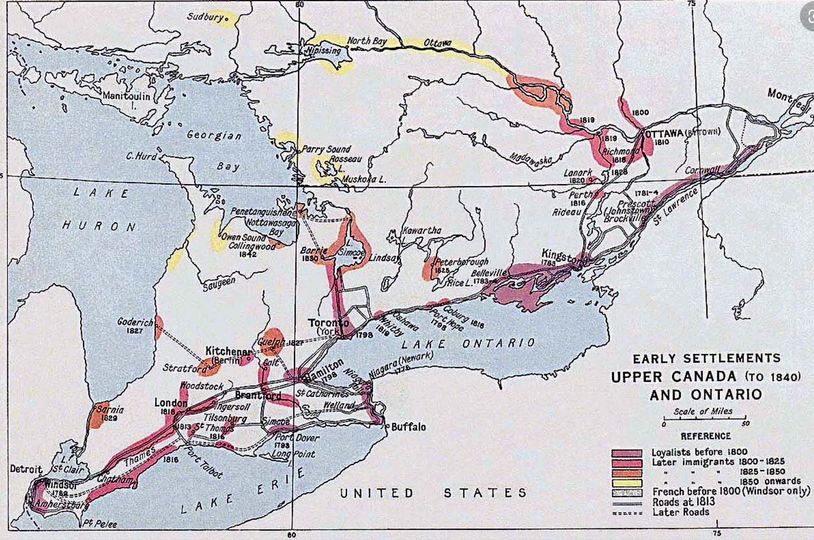 80
75
Sudbury
Nipissing
North Bay
Ottawa
Manitoulin
Montreal
Georgian
Bay
C. Hurd
Parry Sound
Rosseau
L.
Muskoka L.
Madawaska
1819
1819
1800
OTTAWA
1810
Richmond
1818
1828
Lanark
1820
Perth
1816
Rideau
Cornwall
1781-4
Prescott
(Johnstown)
Brockville
St Lawrence
LAKE
HURON
Penetanguishene
Nottawasaga
Bay
Owen Sound
Collingwood
1842
Saugeen
Barrie
1830
Simcoe
Lindsay
Kawartha
Peterborough
1825
Rice L.
Belleville
Kingston
1783
Goderich
1827
Toronto
(York)
1798
Whitby
1819
Oshawa
Port Hope
1798
Coburg 1818
LAKE ONTARIO
Kitchener
(Berlin)
Guelph 1827
Galt
Stratford
Hamilton
1798
Niagara (Newark)
1776
St Catharines
Welland
Woodstock
Brantford
London
1818
Ingersoll
Tilsonburg
St Thomas
1816
1813
Simcoe
Port Dover
1793
Long Point
Buffalo
Sarnia
1829
L.
St Clair
Detroit
Windsor
Amherstburg
Thames
Chatham
1816
Port Talbot
Pt Pelee
LAKE ERIE
UNITED STATES
EARLY SETTLEMENTS
UPPER CANADA (TO 1840)
AND ONTARIO
Scale of Miles
0 50
REFERENCE
Loyalists before 1800
Later immigrants 1800-1825
" " 1825-1850
" " 1850 onwards
French before 1800 (Windsor only)
Roads at 1813
Later Roads
80
75